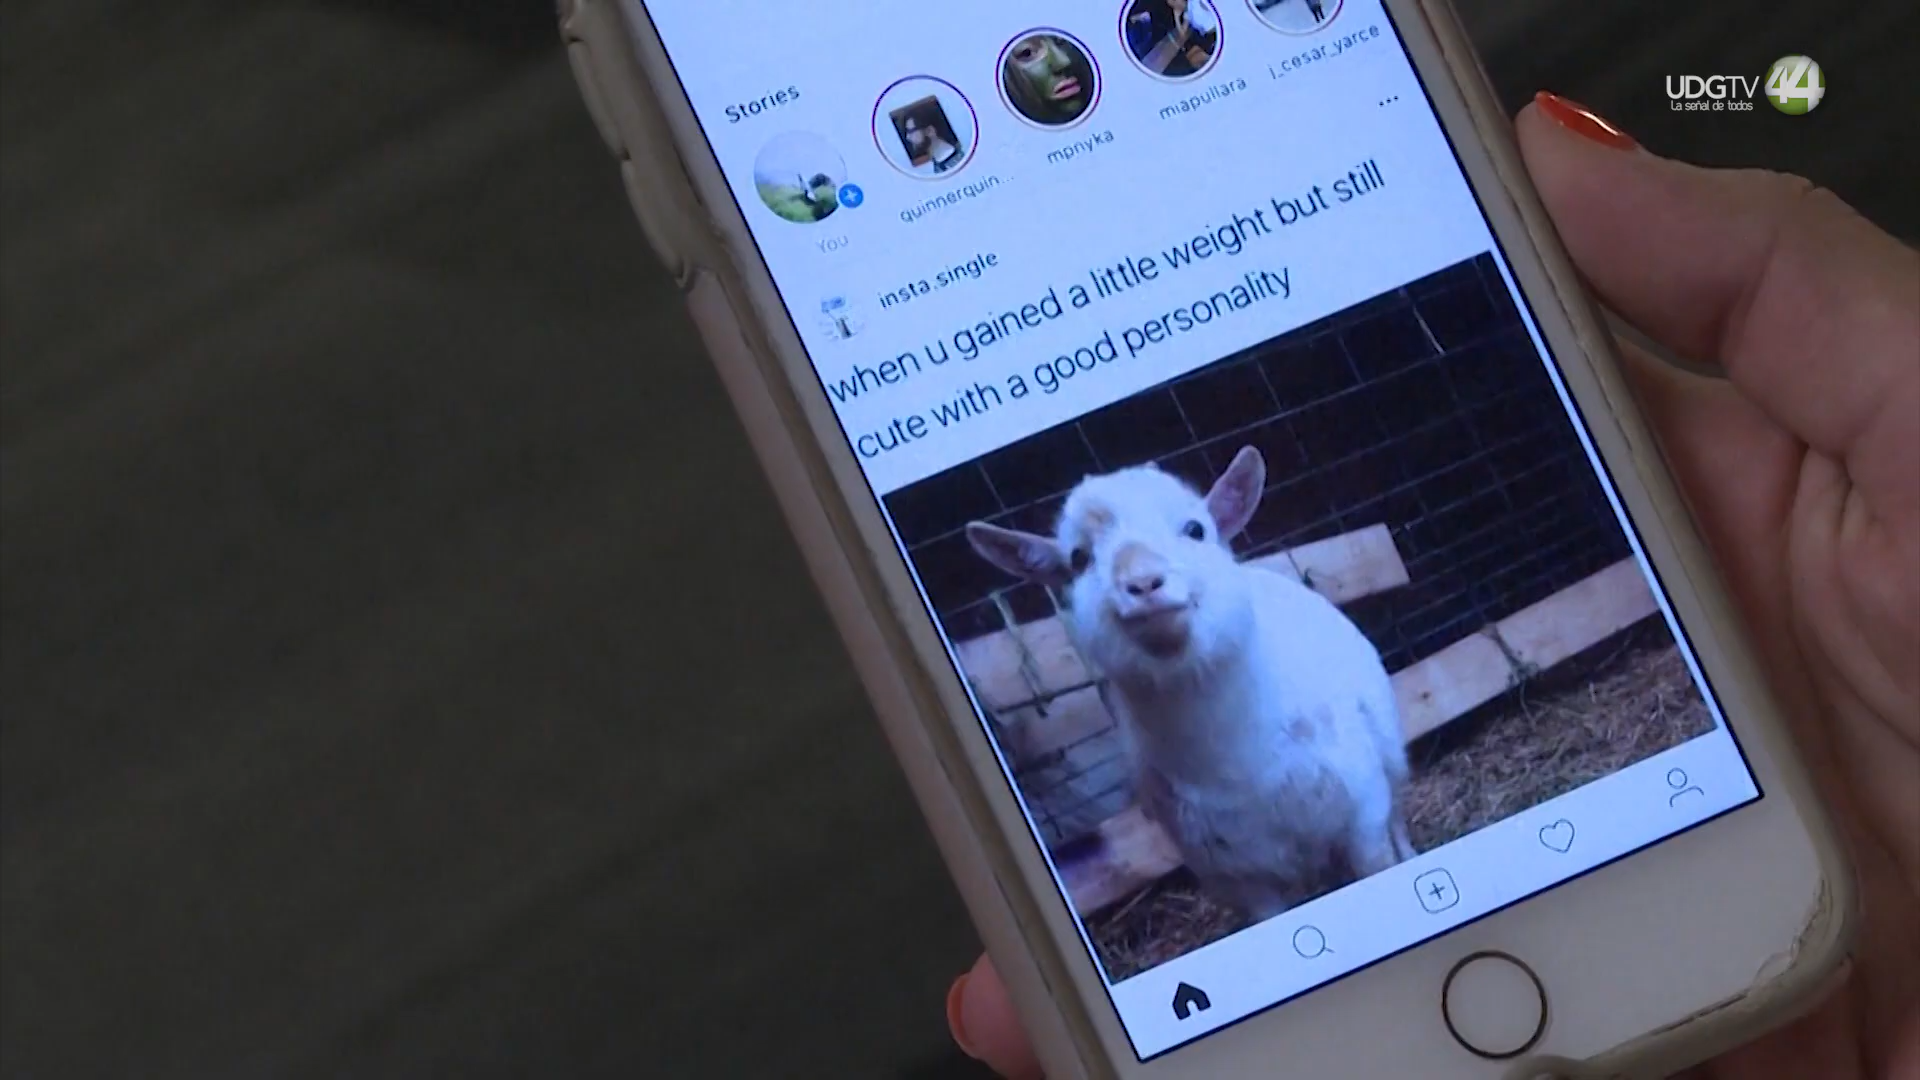 UDGTV 44
La señal de todos
Stories
You
quinnerquin...
mpnyka
miapullara
j_cesar_yarce
insta.single
when u gained a little weight but still
cute with a good personality